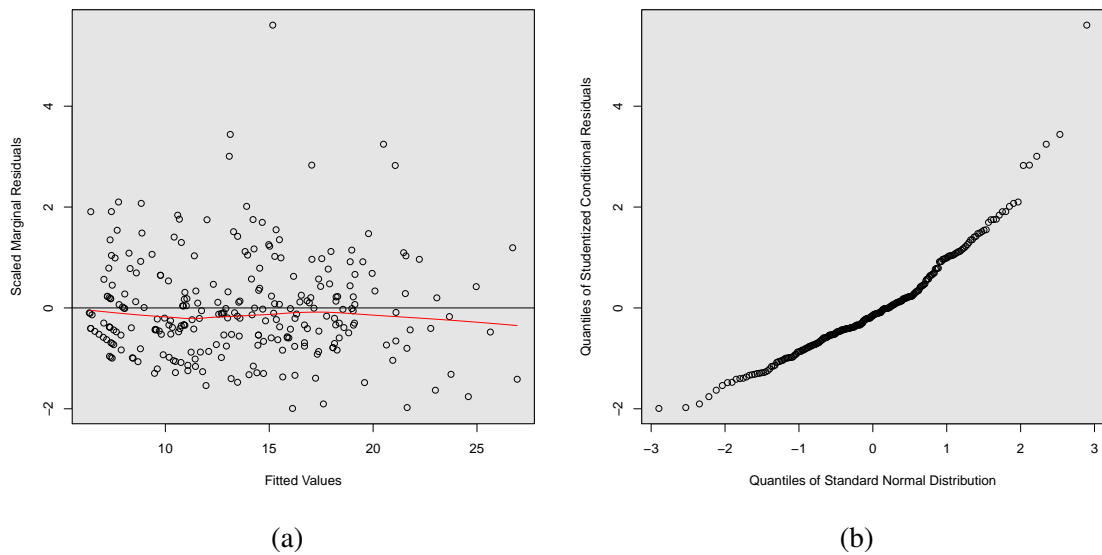 4
2
0
−2
Scaled Marginal Residuals
10 15 20 25
Fitted Values
(a)
4
2
0
−2
Quantiles of Studentized Conditional Residuals
−3 −2 −1 0 1 2 3
Quantiles of Standard Normal Distribution
(b)